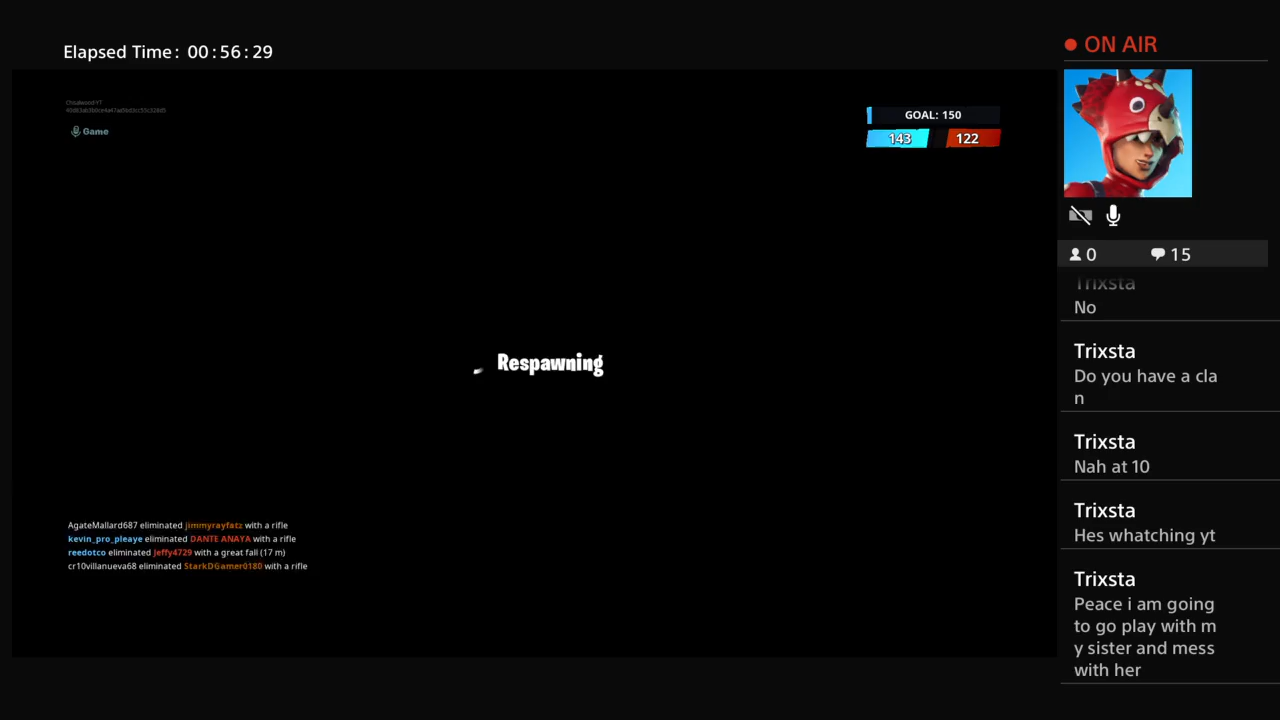 Elapsed Time: 00:56:29
ON AIR
Game
GOAL: 150
143 122
0 15
Trixsta
No
Trixsta
Do you have a cla
n
Trixsta
Nah at 10
Trixsta
Hes whatching yt
Trixsta
Peace i am going
to go play with m
y sister and mess
with her
Respawning
AgateMallard687 eliminated jimmyrayfatz with a rifle
kevin_pro_pleaye eliminated DANTE ANAYA with a rifle
reedotco eliminated Jeffy4729 with a great fall (17 m)
cr10villanueva68 eliminated StarkDGamer0180 with a rifle